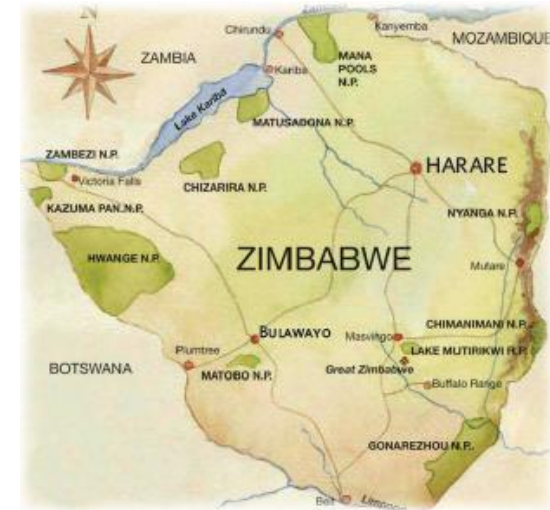 N
Zambezi
Kanyemba
Chirundu
MOZAMBIQUE
ZAMBIA
MANA
POOLS
N.P.
Kariba
Lake Kariba
MATUSADONA N.P.
ZAMBEZI N.P.
HARARE
Victoria Falls
CHIZARIRA N.P.
KAZUMA PAN.N.P.
NYANGA N.P.
HWANGE N.P.
ZIMBABWE
Mutare
CHIMANIMANI N.P.
BULAWAYO
Masvingo
LAKE MUTIRIKWI R.P.
Plumtree
BOTSWANA
MATOBO N.P.
Great Zimbabwe
Buffalo Range
GONAREZHOU N.P.
Beit